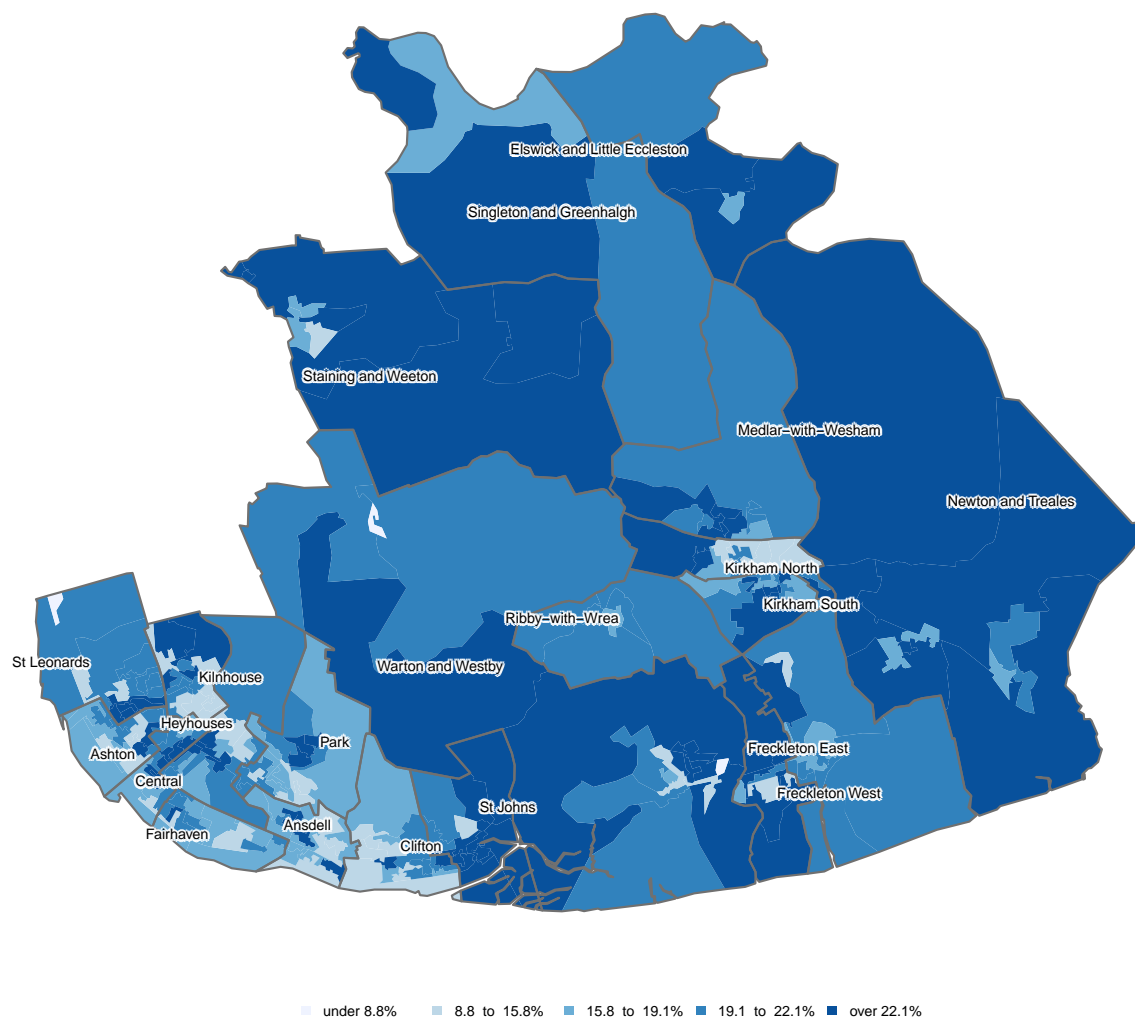 Elswick and Little Eccleston
Singleton and Greenhalgh
Staining and Weeton
Medlar–with–Wesham
Newton and Treales
Kirkham North
Kirkham South
Ribby–with–Wrea
St Leonards
Warton and Westby
Kilnhouse
Heyhouses
Park
Ashton
Freckleton East
Central
Freckleton West
St Johns
Ansdell
Fairhaven
Clifton
under 8.8% 8.8 to 15.8% 15.8 to 19.1% 19.1 to 22.1% over 22.1%